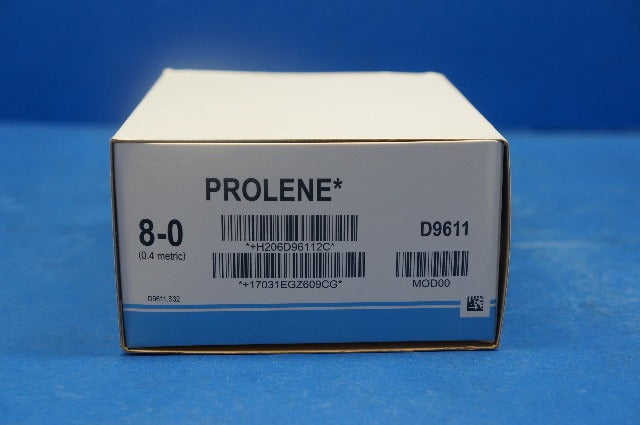 PROLENE*
8-0
(0.4 metric)
*+H206D96112C*
D9611
*+17031EGZ609CG*
MOD00
D9611.S32